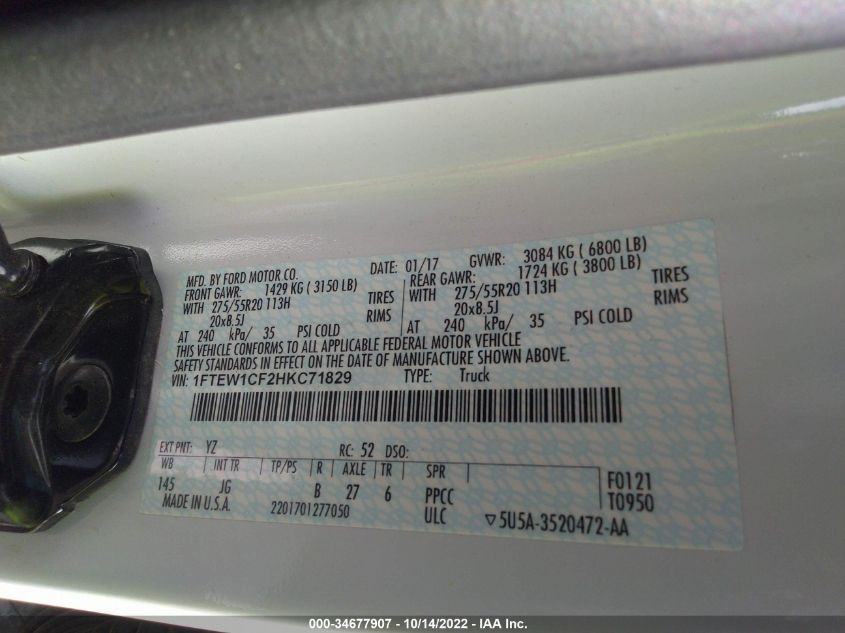 MFD. BY FORD MOTOR CO. DATE: 01/17 GVWR: 3084 KG ( 6800 LB)
FRONT GAWR: 1429 KG ( 3150 LB) REAR GAWR: 1724 KG ( 3800 LB)
WITH 275/55R20 113H TIRES WITH 275/55R20 113H TIRES
20x8.5J RIMS 20x8.5J RIMS
AT 240 kPa/ 35 PSI COLD AT 240 kPa/ 35 PSI COLD
THIS VEHICLE CONFORMS TO ALL APPLICABLE FEDERAL MOTOR VEHICLE
SAFETY STANDARDS IN EFFECT ON THE DATE OF MANUFACTURE SHOWN ABOVE.
VIN: 1FTEW1CF2HKC71829 TYPE: Truck
EXT PNT: YZ RC: 52 DSO:
WB INT TR TP/PS R AXLE TR SPR F0121
145 JG B 27 6 PPCC T0950
MADE IN U.S.A. 2201701277050 ULC ▽5U5A-3520472-AA
000-34677907 - 10/14/2022 - IAA Inc.